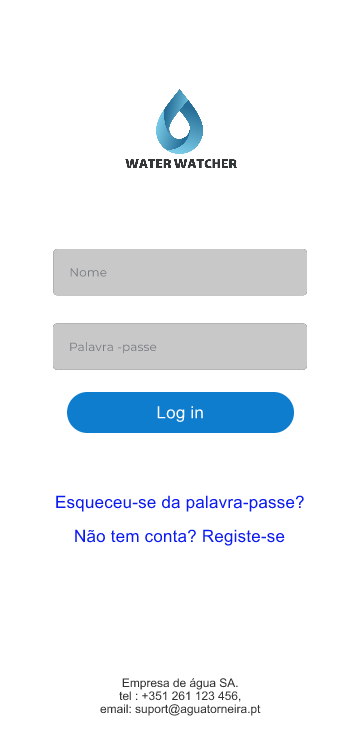 WATER WATCHER
Nome
Palavra -passe
Log in
Esqueceu-se da palavra-passe?
Não tem conta? Registe-se
Empresa de água SA.
tel : +351 261 123 456,
email: suport@aguatorneira.pt